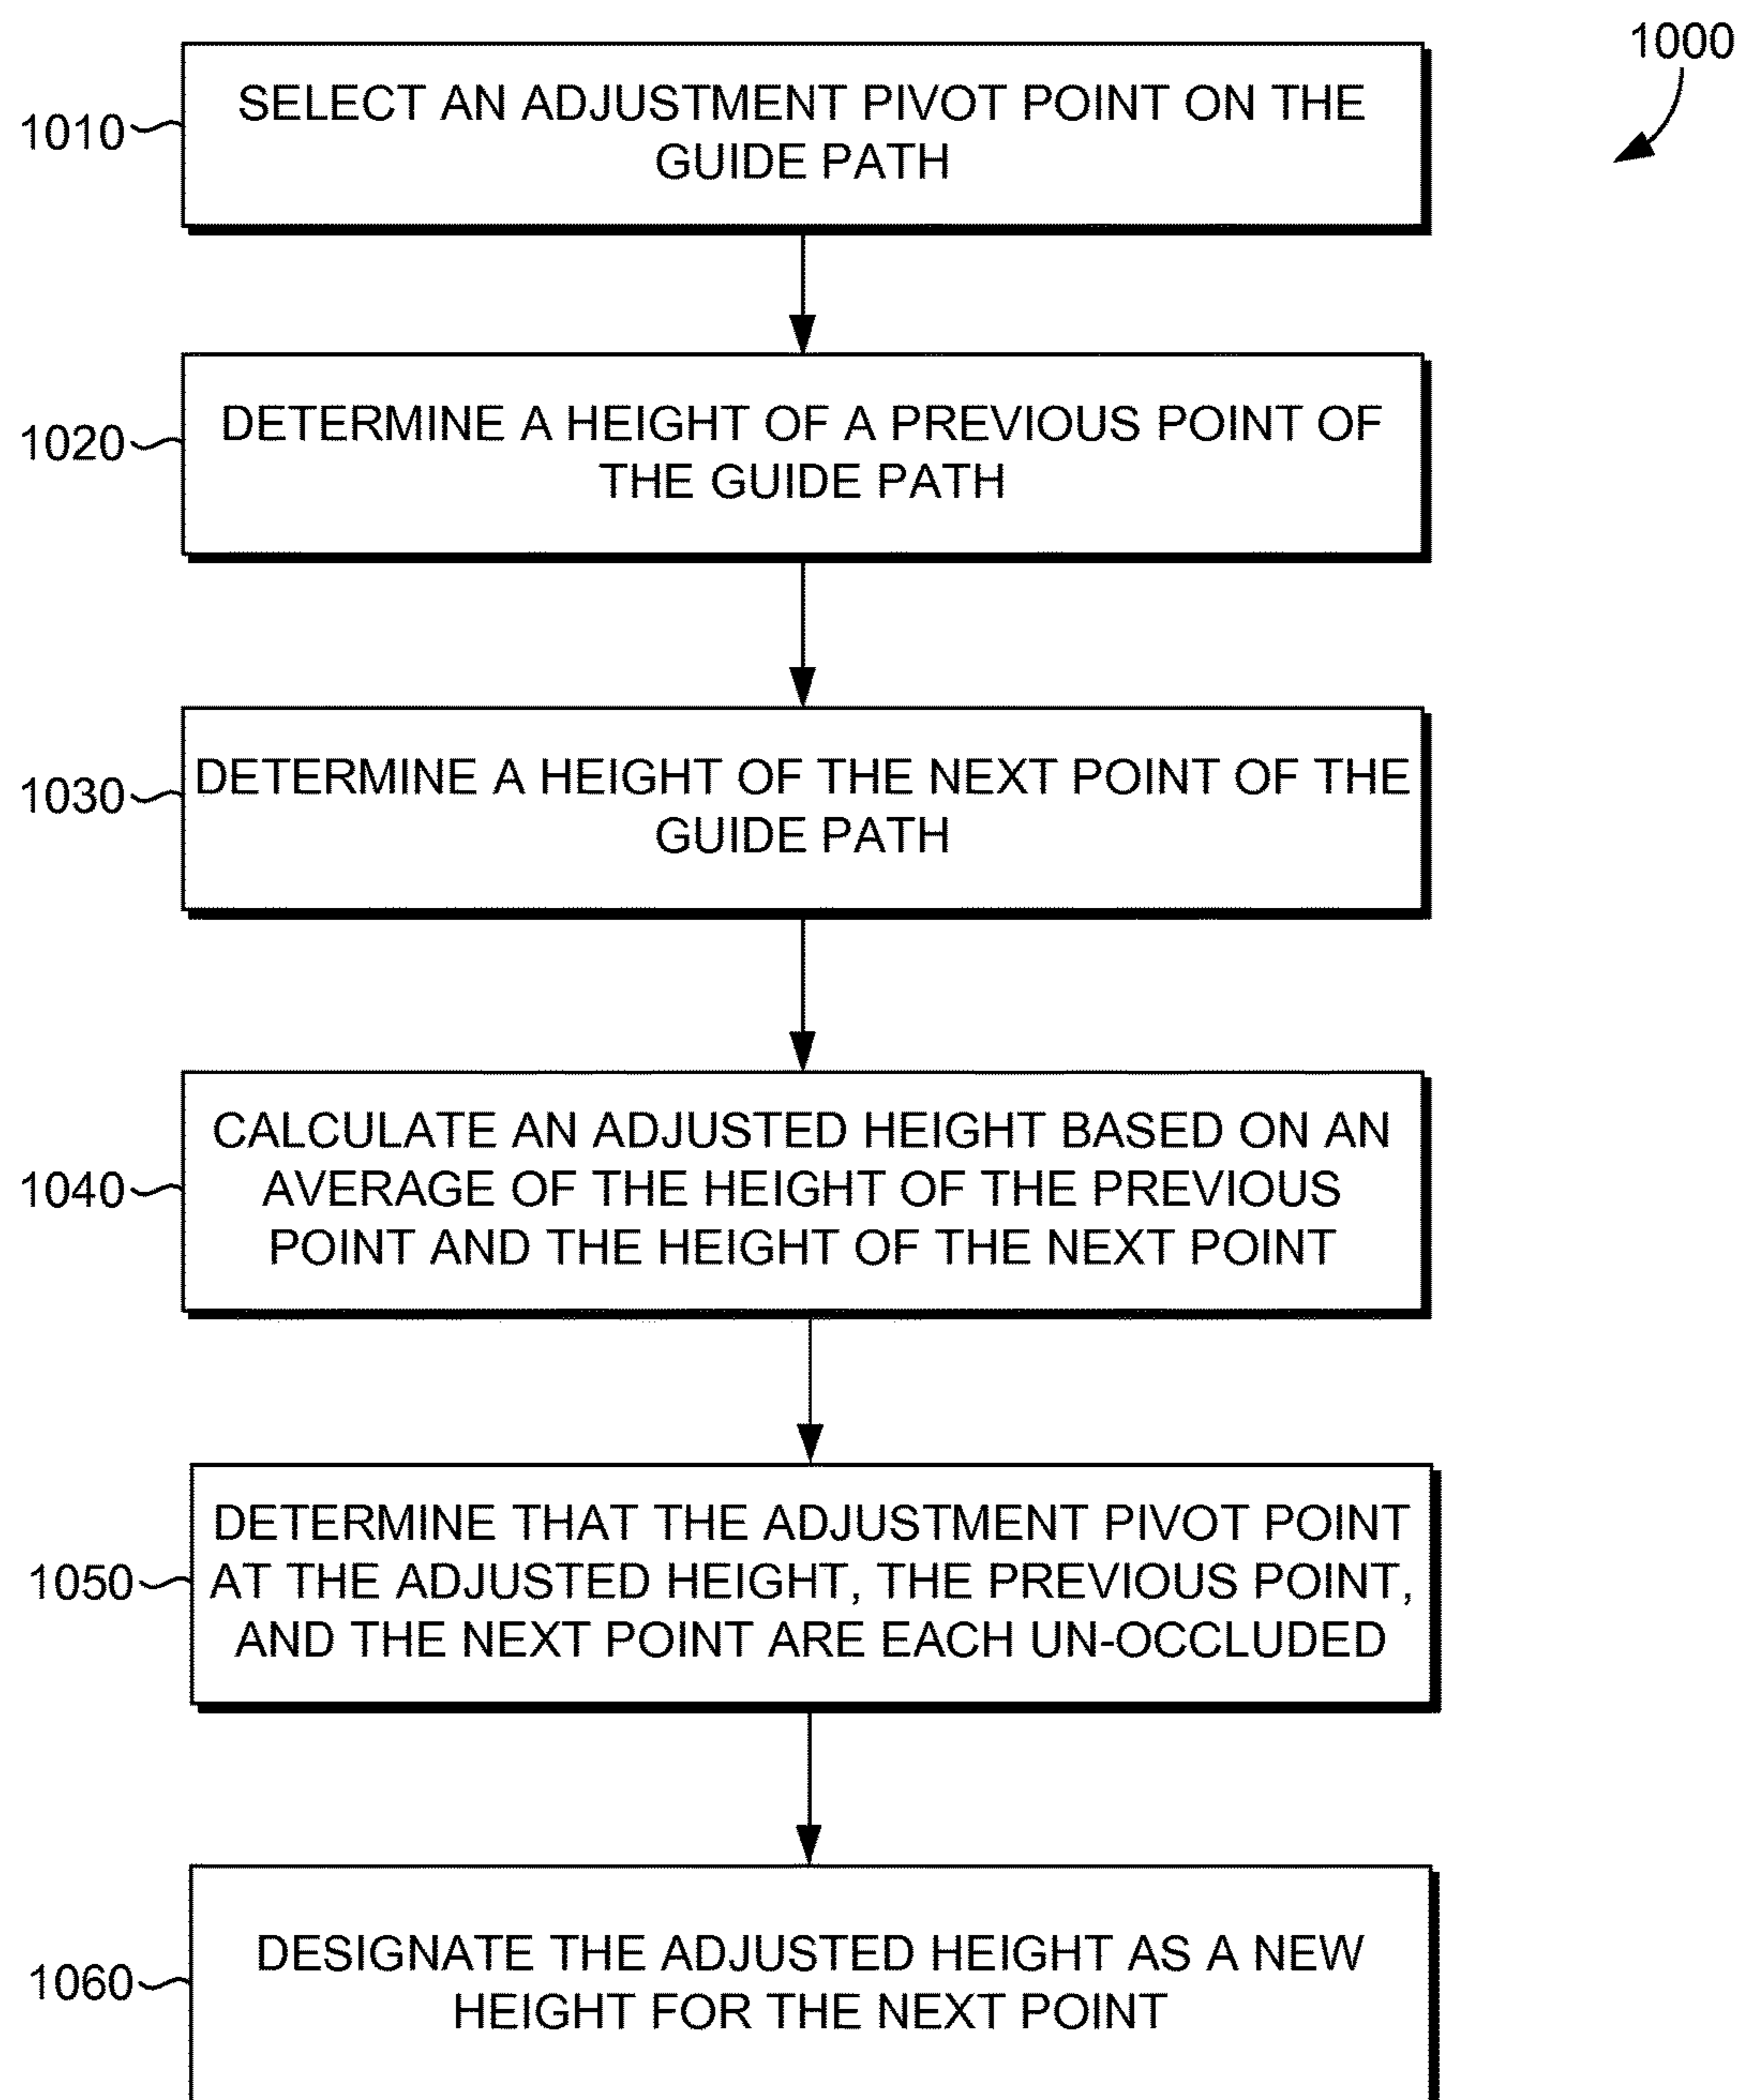 1000
1010
SELECT AN ADJUSTMENT PIVOT POINT ON THE
GUIDE PATH
1020
DETERMINE A HEIGHT OF A PREVIOUS POINT OF
THE GUIDE PATH
1030
DETERMINE A HEIGHT OF THE NEXT POINT OF THE
GUIDE PATH
1040
CALCULATE AN ADJUSTED HEIGHT BASED ON AN
AVERAGE OF THE HEIGHT OF THE PREVIOUS
POINT AND THE HEIGHT OF THE NEXT POINT
1050
DETERMINE THAT THE ADJUSTMENT PIVOT POINT
AT THE ADJUSTED HEIGHT, THE PREVIOUS POINT,
AND THE NEXT POINT ARE EACH UN-OCCLUDED
1060
DESIGNATE THE ADJUSTED HEIGHT AS A NEW
HEIGHT FOR THE NEXT POINT